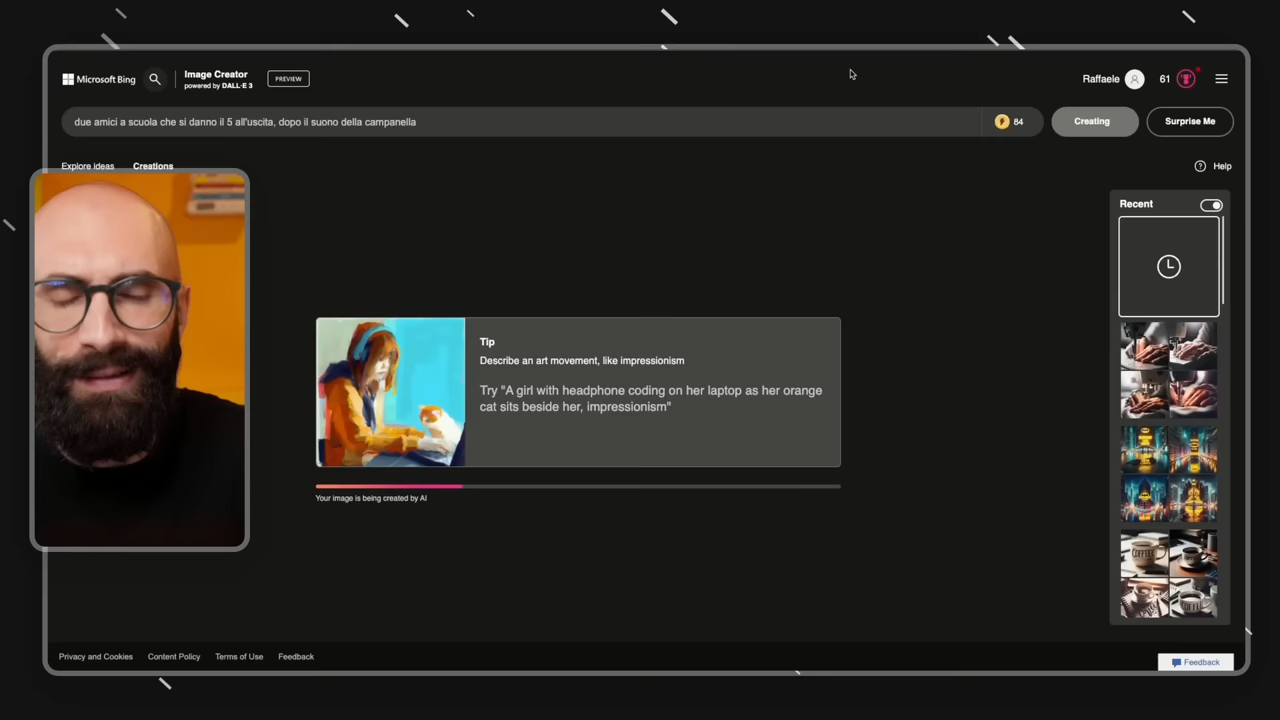 Microsoft Bing
Image Creator
powered by DALL·E 3
PREVIEW
Raffaele
61
due amici a scuola che si danno il 5 all'uscita, dopo il suono della campanella
84
Creating
Surprise Me
Explore ideas
Creations
Help
Recent
Tip
Describe an art movement, like impressionism
Try "A girl with headphone coding on her laptop as her orange
cat sits beside her, impressionism"
Your image is being created by AI
COFFEE
Privacy and Cookies
Content Policy
Terms of Use
Feedback
Feedback